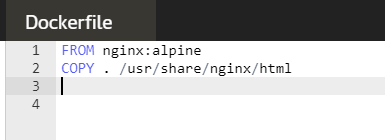 Dockerfile
1 FROM nginx:alpine
2 COPY . /usr/share/nginx/html
3
4